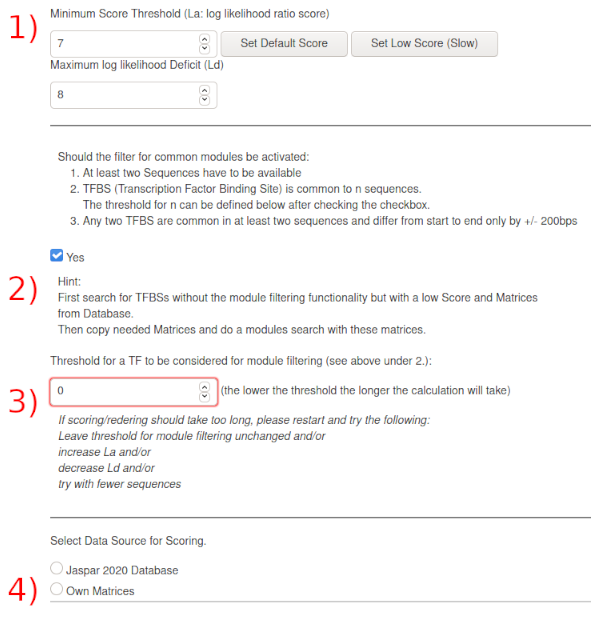 1)
Minimum Score Threshold (La: log likelihood ratio score)
7 Set Default Score Set Low Score (Slow)
Maximum log likelihood Deficit (Ld)
8
Should the filter for common modules be activated:
1. At least two Sequences have to be available
2. TFBS (Transcription Factor Binding Site) is common to n sequences.
The threshold for n can be defined below after checking the checkbox.
3. Any two TFBS are common in at least two sequences and differ from start to end only by +/- 200bps
Yes
2)
Hint:
First search for TFBSs without the module filtering functionality but with a low Score and Matrices
from Database.
Then copy needed Matrices and do a modules search with these matrices.
Threshold for a TF to be considered for module filtering (see above under 2.):
3)
0 (the lower the threshold the longer the calculation will take)
If scoring/redering should take too long, please restart and try the following:
Leave threshold for module filtering unchanged and/or
increase La and/or
decrease Ld and/or
try with fewer sequences
Select Data Source for Scoring.
Jaspar 2020 Database
4)
Own Matrices